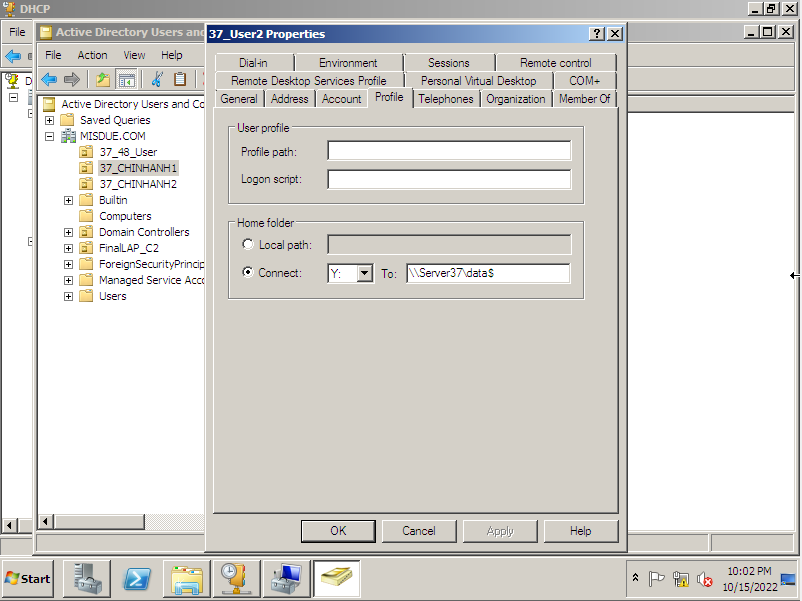 DHCP
File
Active Directory Users and
File Action View Help
Active Directory Users and Co
Saved Queries
MISDUE.COM
37_48_User
37_CHINHANH1
37_CHINHANH2
Builtin
Computers
Domain Controllers
FinalLAP_C2
ForeignSecurityPrincip
Managed Service Acco
Users
37_User2 Properties
Dial-in Environment Sessions Remote control
Remote Desktop Services Profile Personal Virtual Desktop COM+
General Address Account Profile Telephones Organization Member Of
User profile
Profile path:
Logon script:
Home folder
Local path:
Connect: Y: To: \\Server37\data$
OK Cancel Apply Help
Start
10:02 PM
10/15/2022